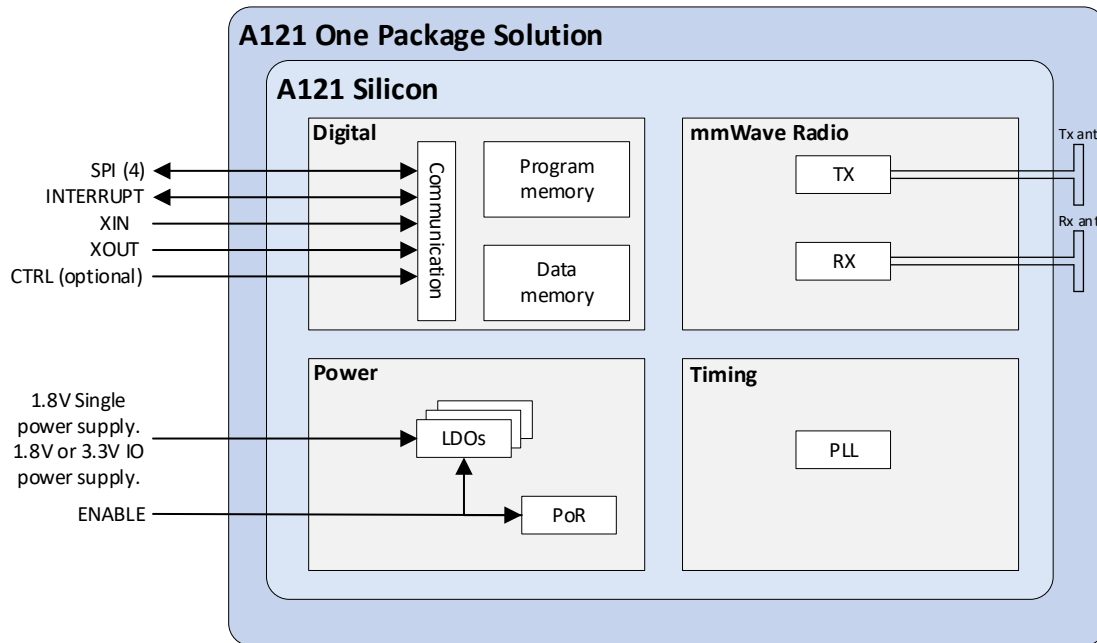 A121 One Package Solution
A121 Silicon
Digital
Communication
Program
memory
Data
memory
mmWave Radio
TX
RX
Tx ant
Rx ant
SPI (4)
INTERRUPT
XIN
XOUT
CTRL (optional)
Power
LDOs
PoR
1.8V Single
power supply.
1.8V or 3.3V IO
power supply.
ENABLE
Timing
PLL